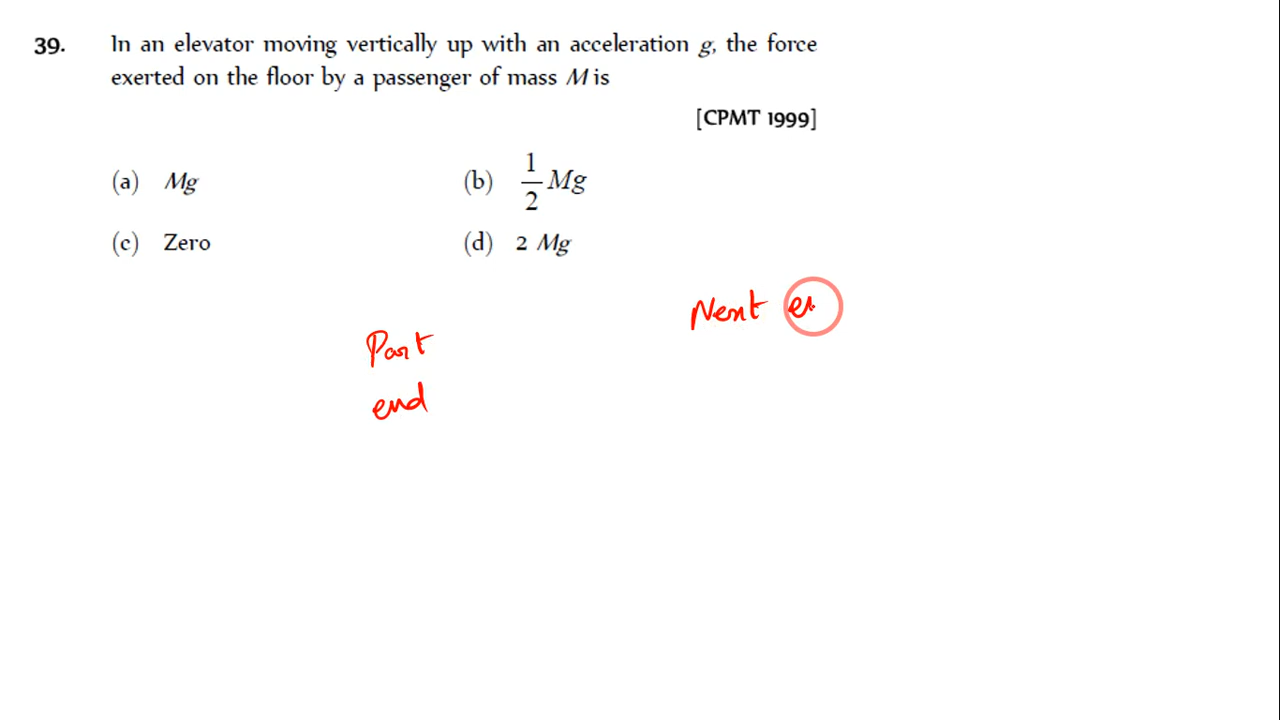 39. In an elevator moving vertically up with an acceleration g, the force
exerted on the floor by a passenger of mass M is
[CPMT 1999]
(a) Mg (b) 1/2 Mg
(c) Zero (d) 2 Mg
Next
Part
end